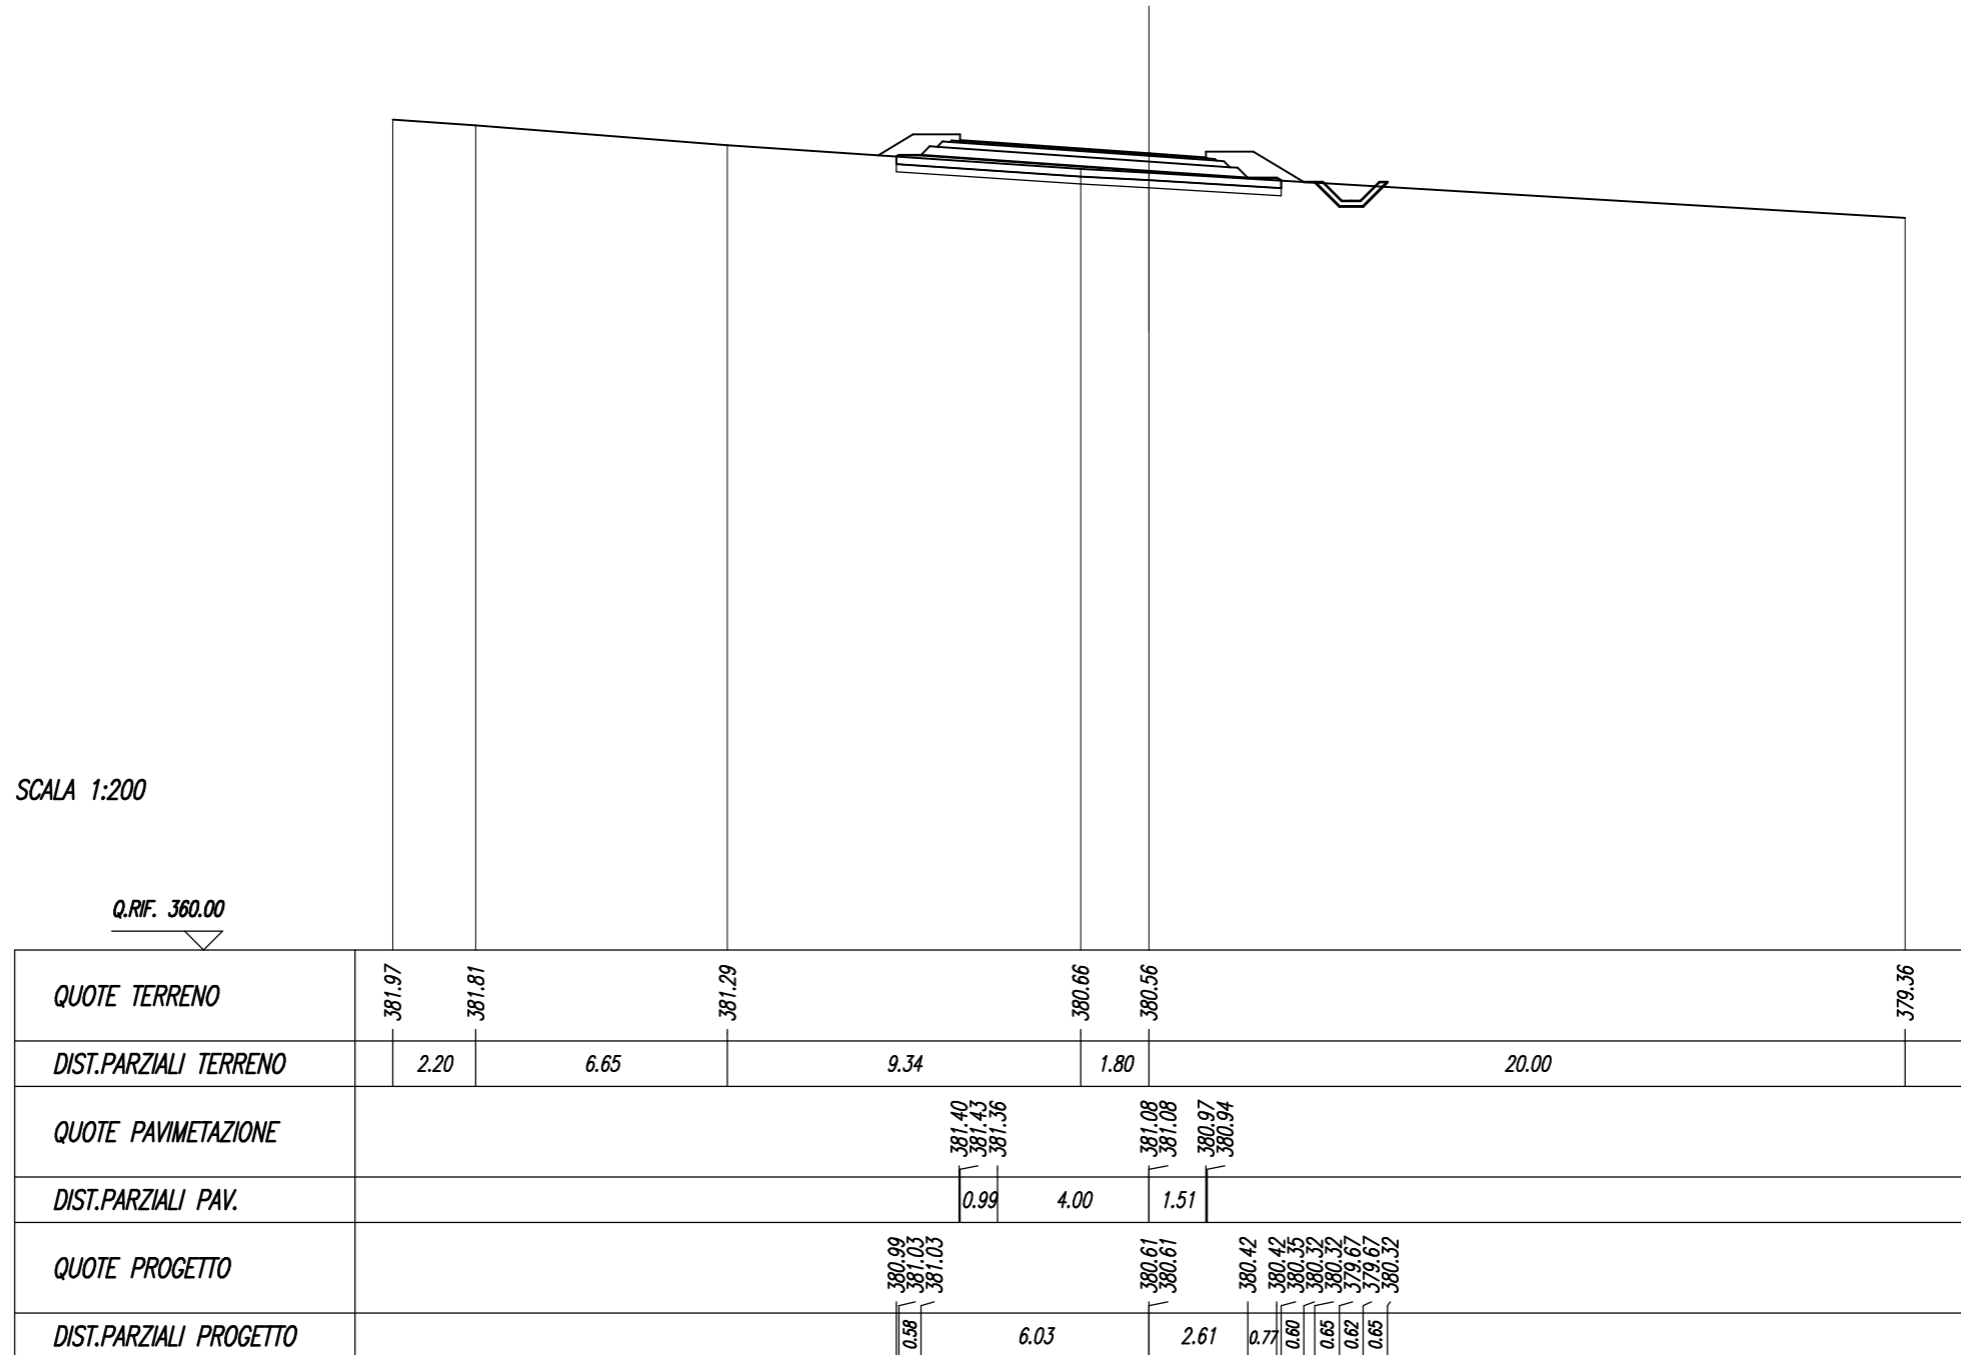 SCALA 1:200
Q.RIF. 360.00
QUOTE TERRENO 381.97 381.81 381.29 380.66 380.56 379.36
DIST.PARZIALI TERRENO 2.20 6.65 9.34 1.80 20.00
QUOTE PAVIMETAZIONE 381.40 381.43 381.36 381.08 381.08 380.97 380.94
DIST.PARZIALI PAV. 0.99 4.00 1.51
QUOTE PROGETTO 380.99 381.03 381.03 380.61 380.61 380.42 380.42 380.35 380.32 380.32 379.67 379.67 380.32
DIST.PARZIALI PROGETTO 0.58 6.03 2.61 0.77 0.60 0.65 0.62 0.65